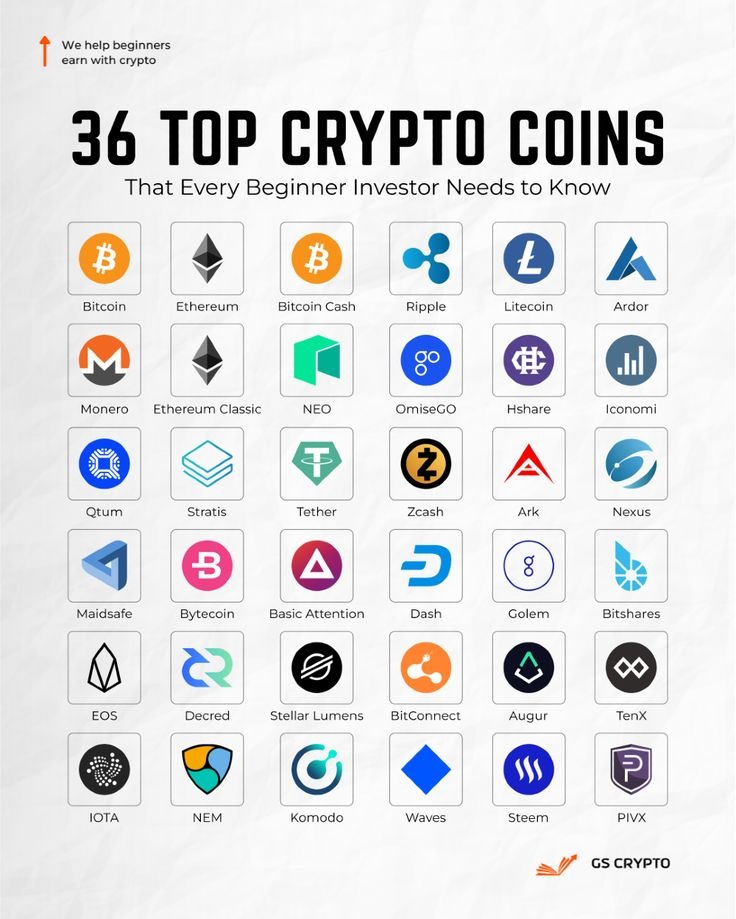 We help beginners
earn with crypto
36 TOP CRYPTO COINS
That Every Beginner Investor Needs to Know
Bitcoin Ethereum Bitcoin Cash Ripple Litecoin Ardor
Monero Ethereum Classic NEO OmiseGO Hshare Iconomi
Qtum Stratis Tether Zcash Ark Nexus
Maidsafe Bytecoin Basic Attention Dash Golem Bitshares
EOS Decred Stellar Lumens BitConnect Augur TenX
IOTA NEM Komodo Waves Steem PIVX
GS CRYPTO